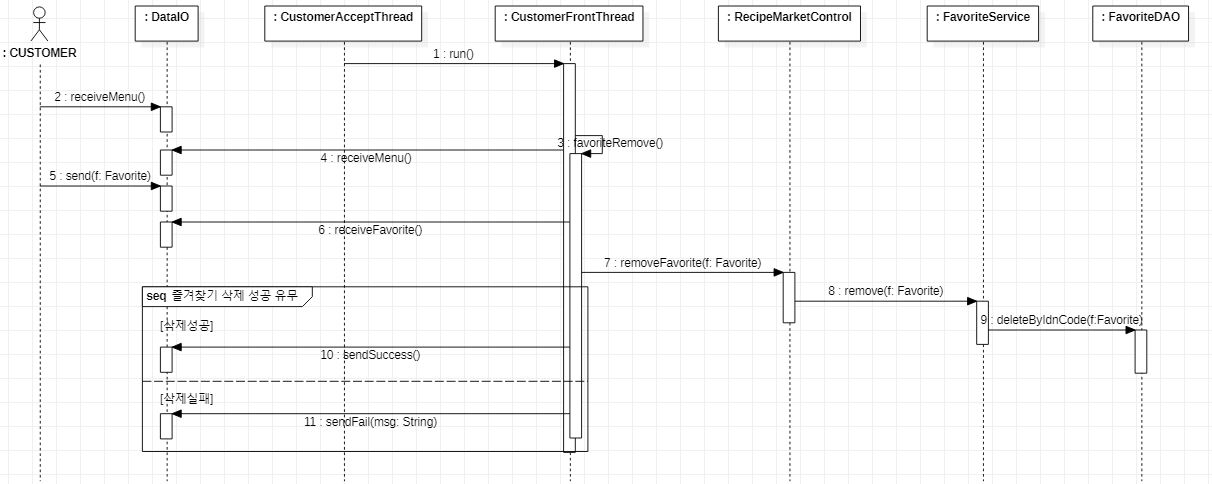 : CUSTOMER
: DataIO
: CustomerAcceptThread
: CustomerFrontThread
: RecipeMarketControl
: FavoriteService
: FavoriteDAO
1 : run()
2 : receiveMenu()
3 : favoriteRemove()
4 : receiveMenu()
5 : send(f: Favorite)
6 : receiveFavorite()
7 : removeFavorite(f: Favorite)
8 : remove(f: Favorite)
9 : deleteByIdnCode(f:Favorite)
seq 즐겨찾기 삭제 성공 유무
[삭제성공]
10 : sendSuccess()
[삭제실패]
11 : sendFail(msg: String)